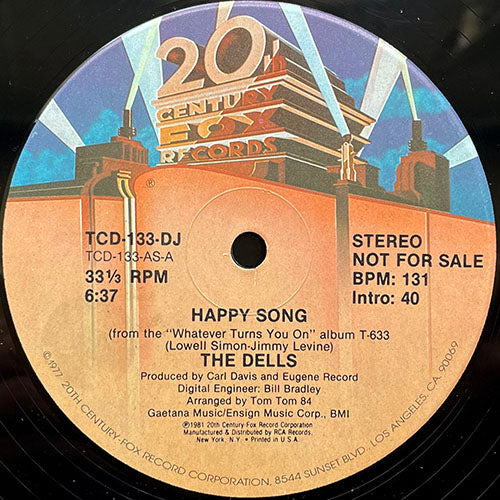 20th
CENTURY
FOX
RECORDS
®
TCD-133-DJ
TCD-133-AS-A
33⅓ RPM
6:37
STEREO
NOT FOR SALE
BPM: 131
Intro: 40
HAPPY SONG
(from the "Whatever Turns You On" album T-633
(Lowell Simon-Jimmy Levine)
THE DELLS
Produced by Carl Davis and Eugene Record
Digital Engineer: Bill Bradley
Arranged by Tom Tom 84
Gaetana Music/Ensign Music Corp., BMI
℗1981 20th Century-Fox Record Corporation
Manufactured & Distributed by RCA Records,
New York, N.Y. • Printed in U.S.A.
©1977, 20TH CENTURY-FOX RECORD CORPORATION, 8544 SUNSET BLVD., LOS ANGELES, CA 90069